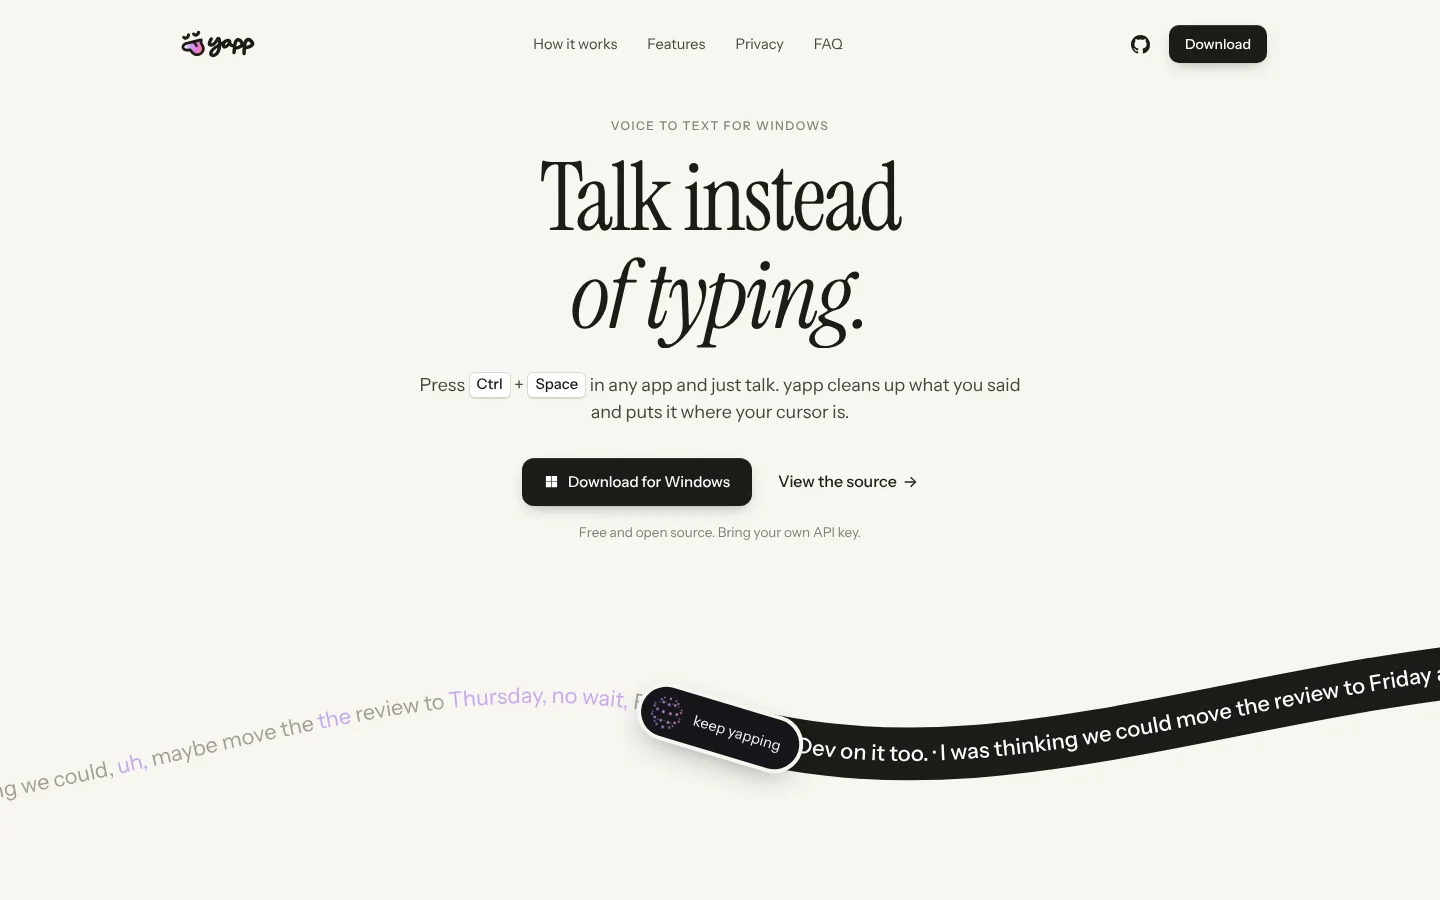 yapp
How it works
Features
Privacy
FAQ
Download
VOICE TO TEXT FOR WINDOWS
Talk instead
of typing.
Press Ctrl + Space in any app and just talk. yapp cleans up what you said
and puts it where your cursor is.
Download for Windows
View the source →
Free and open source. Bring your own API key.
we could, uh, maybe move the the review to Thursday, no wait,
keep yapping
Dev on it too. · I was thinking we could move the review to Friday